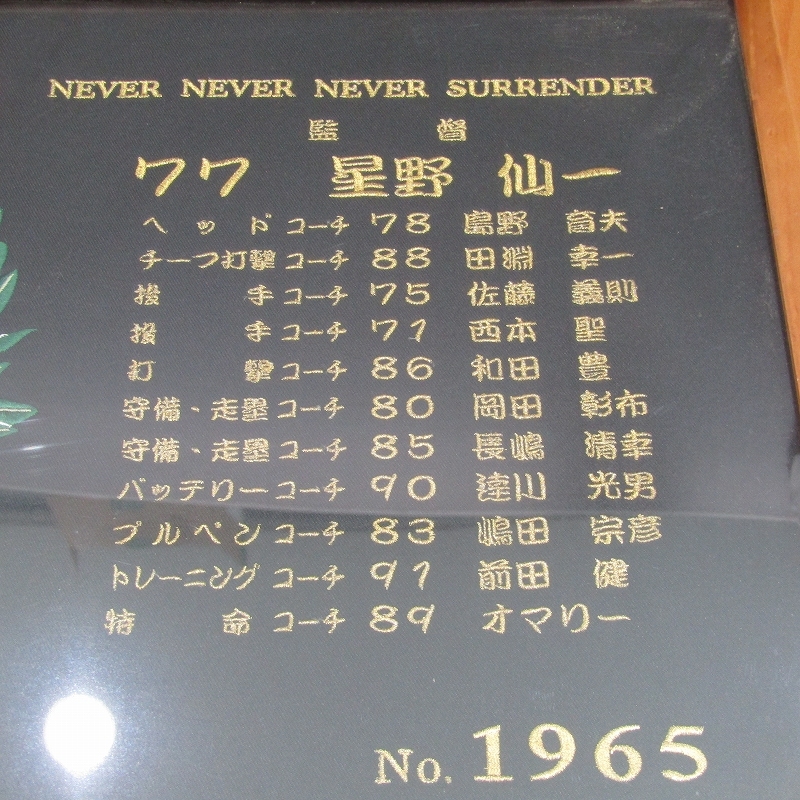 NEVER NEVER NEVER SURRENDER
監督
77 星野 仙一
ヘッドコーチ 78 島野 育夫
チーフ打撃コーチ 88 田淵 幸一
投手コーチ 75 佐藤 義則
投手コーチ 71 西本 聖
打撃コーチ 86 和田 豊
守備・走塁コーチ 80 岡田 彰布
守備・走塁コーチ 85 長嶋 清幸
バッテリーコーチ 90 達川 光男
ブルペンコーチ 83 嶋田 宗彦
トレーニングコーチ 91 前田 健
特命コーチ 89 オマリー
No. 1965